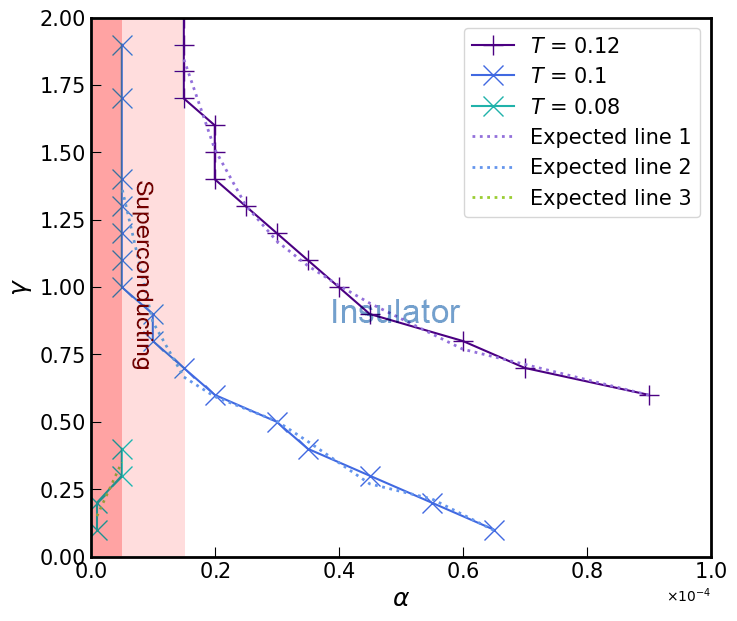 2.00
1.75
1.50
1.25
1.00
0.75
0.50
0.25
0.00
γ
0.0
0.2
0.4
0.6
0.8
1.0
×10⁻⁴
α
T = 0.12
T = 0.1
T = 0.08
Expected line 1
Expected line 2
Expected line 3
Superconducting
Insulator